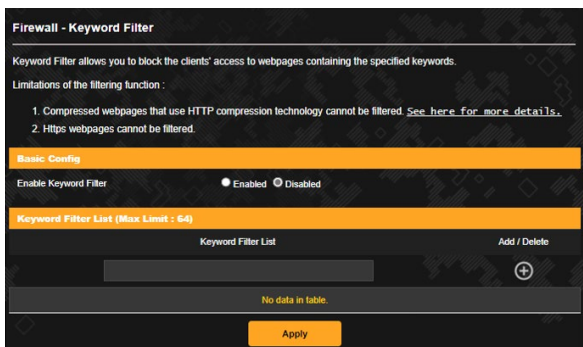 Firewall - Keyword Filter
Keyword Filter allows you to block the clients' access to webpages containing the specified keywords.
Limitations of the filtering function :
1. Compressed webpages that use HTTP compression technology cannot be filtered. See here for more details.
2. Https webpages cannot be filtered.
Basic Config
Enable Keyword Filter Enabled Disabled
Keyword Filter List (Max Limit : 64)
Keyword Filter List Add / Delete
No data in table.
Apply